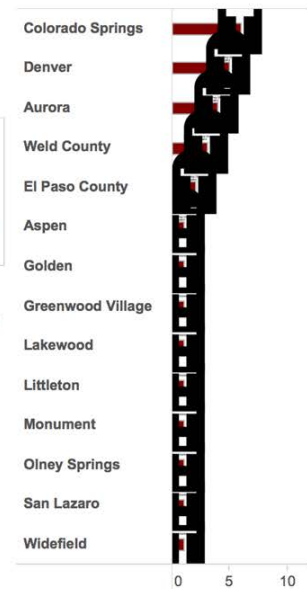 Colorado Springs
Denver
Aurora
Weld County
El Paso County
Aspen
Golden
Greenwood Village
Lakewood
Littleton
Monument
Olney Springs
San Lazaro
Widefield
0 5 10